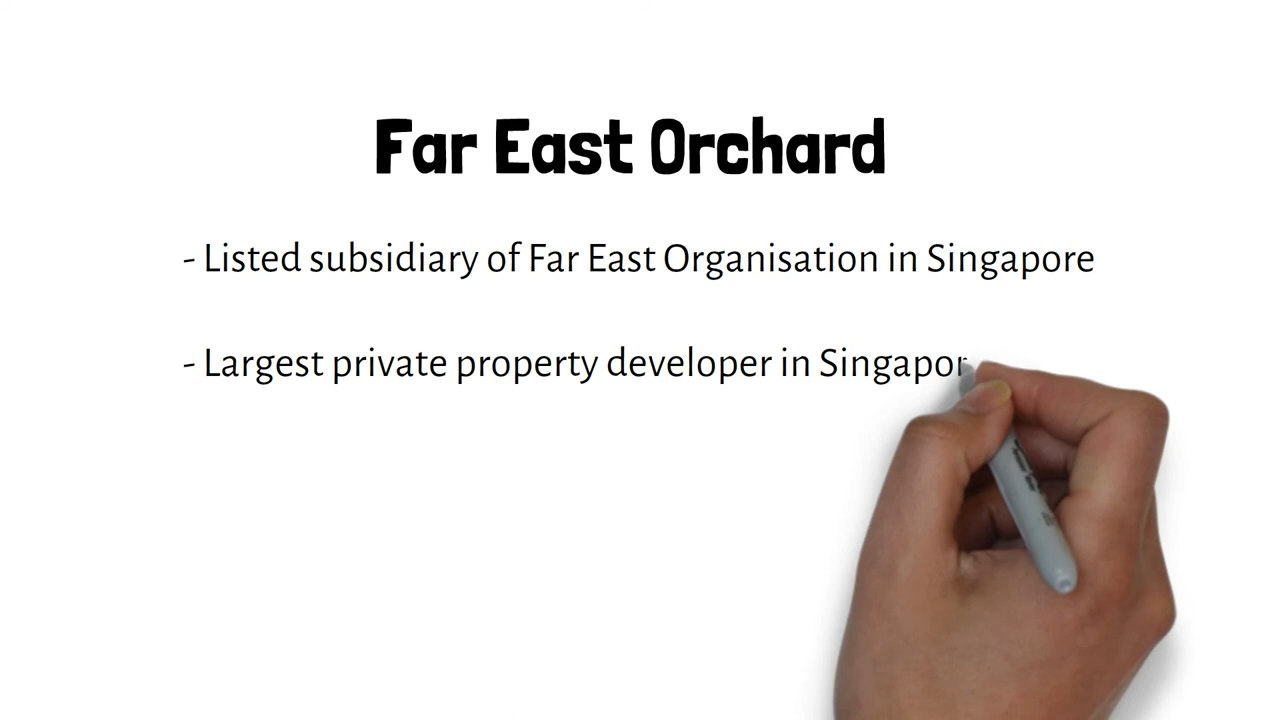 Far East Orchard
- Listed subsidiary of Far East Organisation in Singapore
- Largest private property developer in Singapor